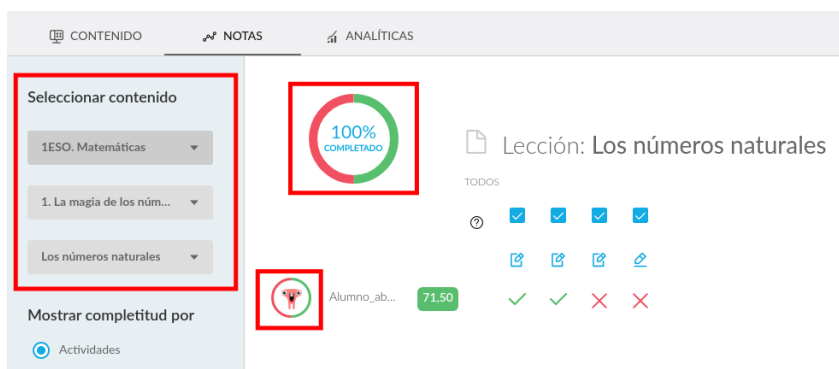 CONTENIDO
NOTAS
ANALÍTICAS
Seleccionar contenido
1ESO. Matemáticas
1. La magia de los núm...
Los números naturales
Mostrar completitud por
Actividades
100%
COMPLETADO
Lección: Los números naturales
TODOS
?
Alumno_ab...
71,50